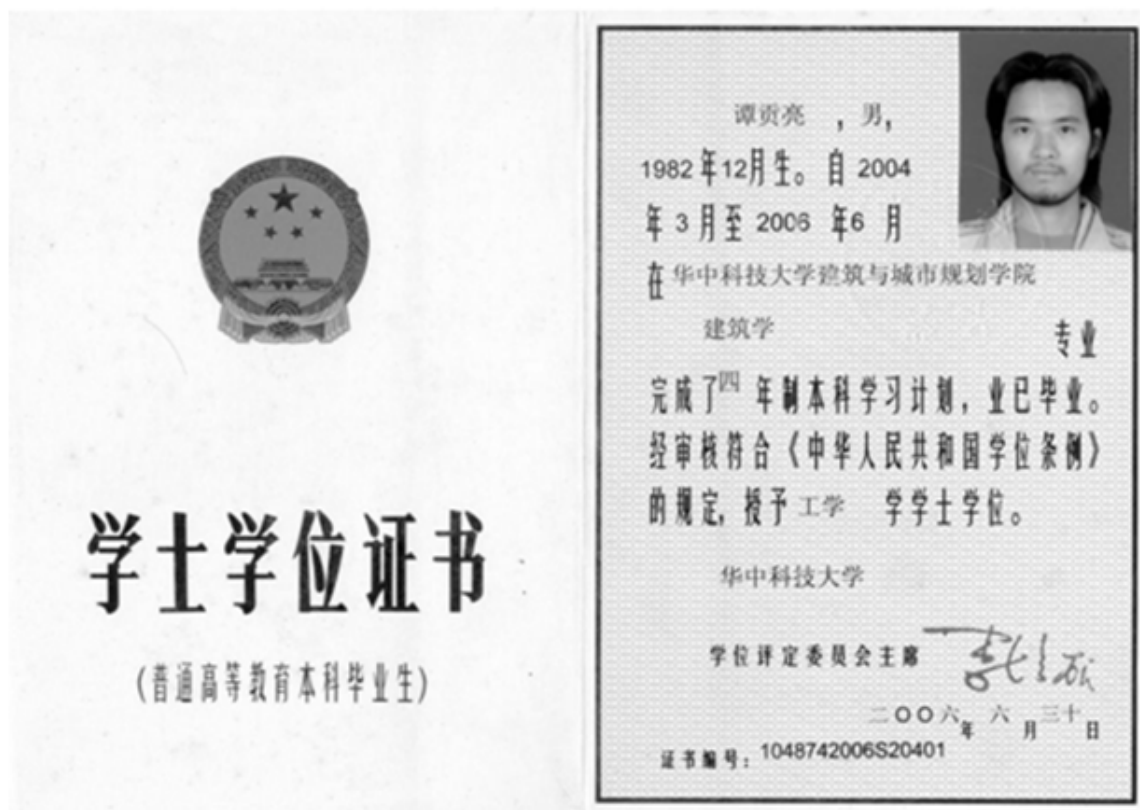 学士学位证书
(普通高等教育本科毕业生)
谭贡亮 , 男,
1982年12月生。自 2004
年 3 月至 2006 年6 月
在 华中科技大学建筑与城市规划学院
建筑学 专业
完成了四 年制本科学习计划, 业已毕业。
经审核符合《中华人民共和国学位条例》
的规定, 授予 工学 学学士学位。
华中科技大学
学位评定委员会主席
二〇〇六年 六 月 三十 日
证书编号: 1048742006S20401